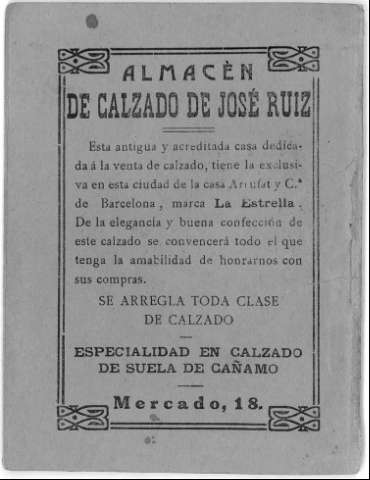 ALMACÈN
DE CALZADO DE JOSÉ RUIZ
Esta antigua y acreditada casa dedica-
da á la venta de calzado, tiene la exclusi-
va en esta ciudad de la casa Arrufat y C.ª
de Barcelona, marca La Estrella.
De la elegancia y buena confección de
este calzado se convencerá todo el que
tenga la amabilidad de honrarnos con
sus compras.
SE ARREGLA TODA CLASE
DE CALZADO
ESPECIALIDAD EN CALZADO
DE SUELA DE CAÑAMO
Mercado, 18.